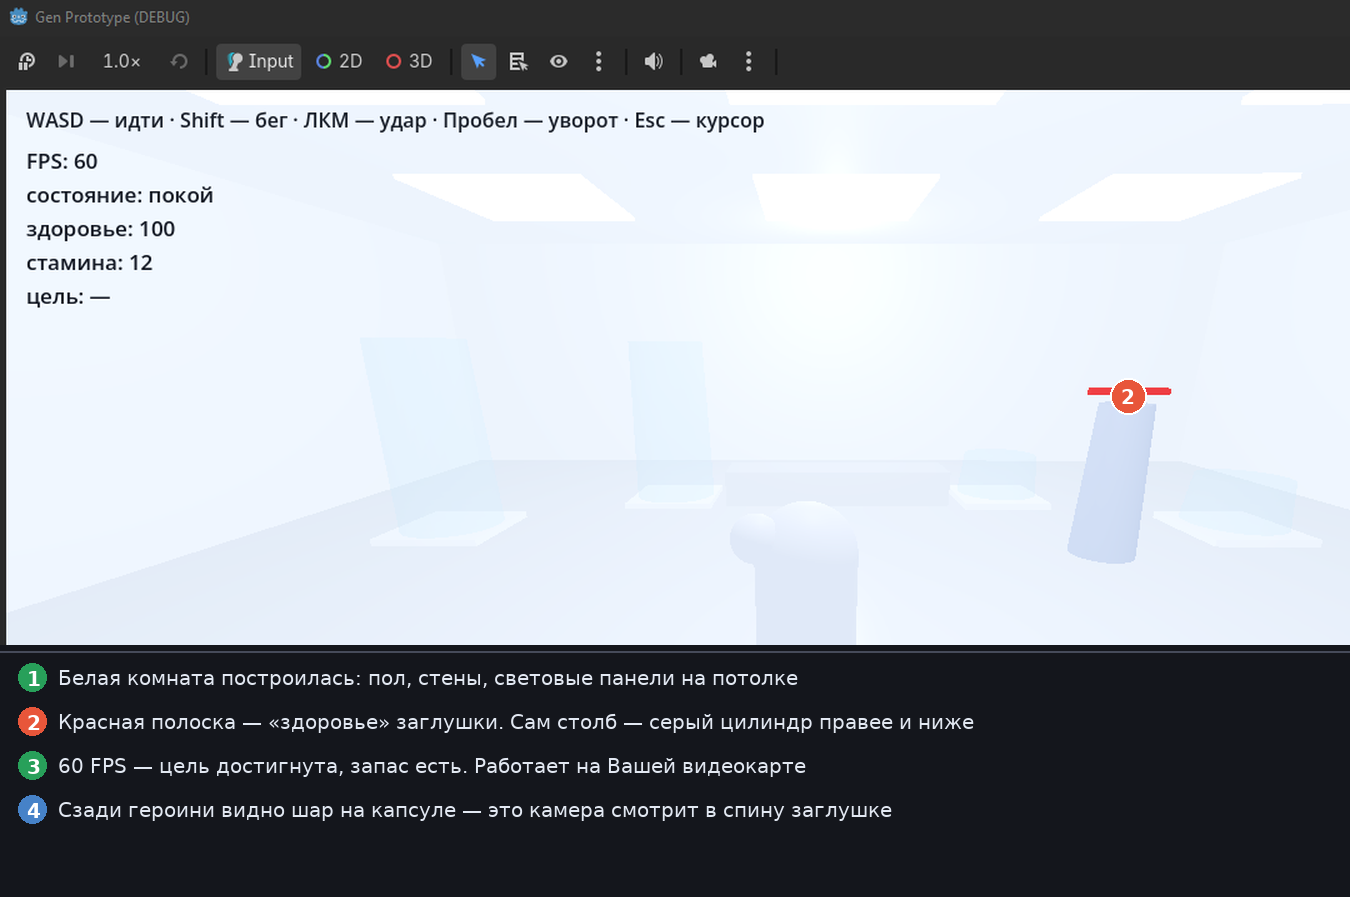 Gen Prototype (DEBUG)
1.0× Input 2D 3D
WASD — идти · Shift — бег · ЛКМ — удар · Пробел — уворот · Esc — курсор
FPS: 60
состояние: покой
здоровье: 100
стамина: 12
цель: —
2
1 Белая комната построилась: пол, стены, световые панели на потолке
2 Красная полоска — «здоровье» заглушки. Сам столб — серый цилиндр правее и ниже
3 60 FPS — цель достигнута, запас есть. Работает на Вашей видеокарте
4 Сзади героини видно шар на капсуле — это камера смотрит в спину заглушке